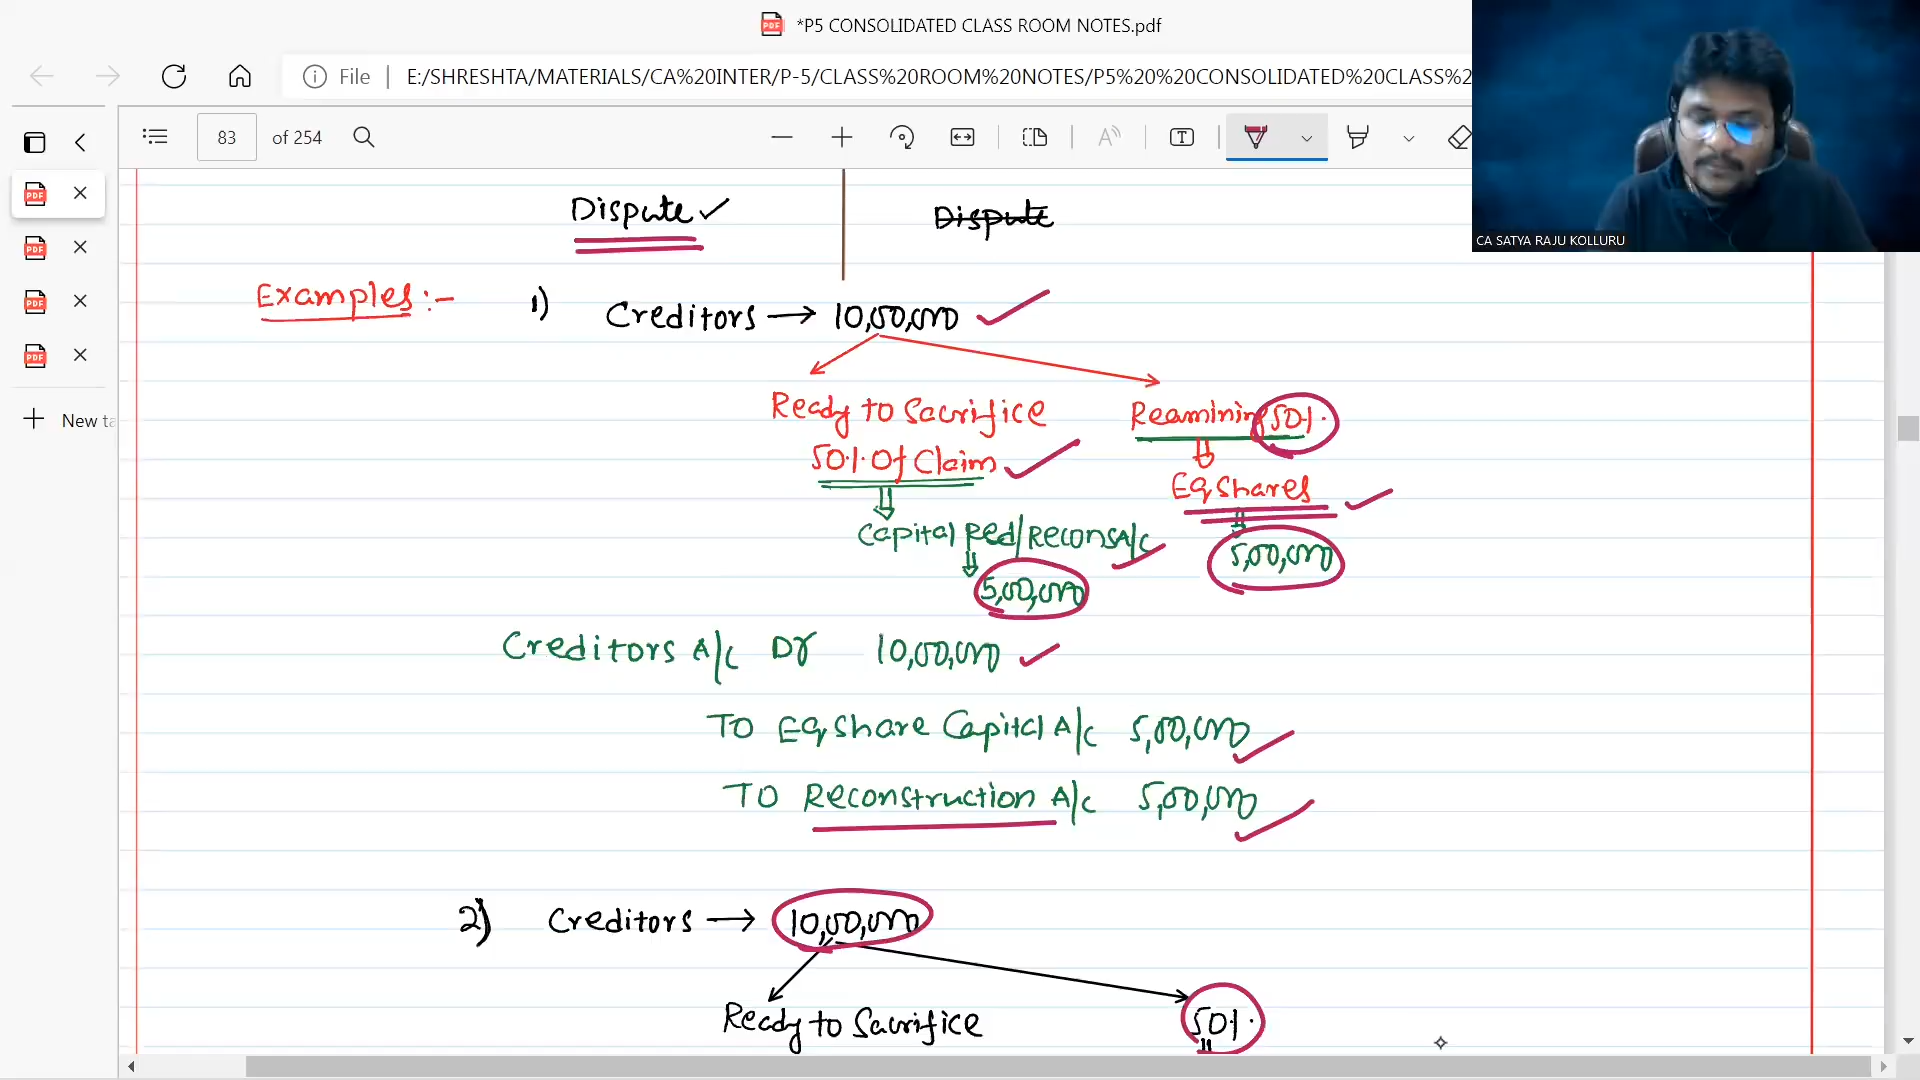 *P5 CONSOLIDATED CLASS ROOM NOTES.pdf
File E:/SHRESHTA/MATERIALS/CA%20INTER/P-5/CLASS%20ROOM%20NOTES/P5%20%20CONSOLIDATED%20CLASS%2
83 of 254
CA SATYA RAJU KOLLURU
New ta
Dispute Dispute
Examples:-
1) Creditors → 10,00,000
Ready to Sacrifice
50% Of Claim
Reamining 50%
Eq Shares
Capital Red/Recons A/c
5,00,000
5,00,000
Creditors A/c Dr 10,00,000
To Eq Share Capital A/c 5,00,000
To Reconstruction A/c 5,00,000
2) Creditors → 10,00,000
Ready to Sacrifice 50%